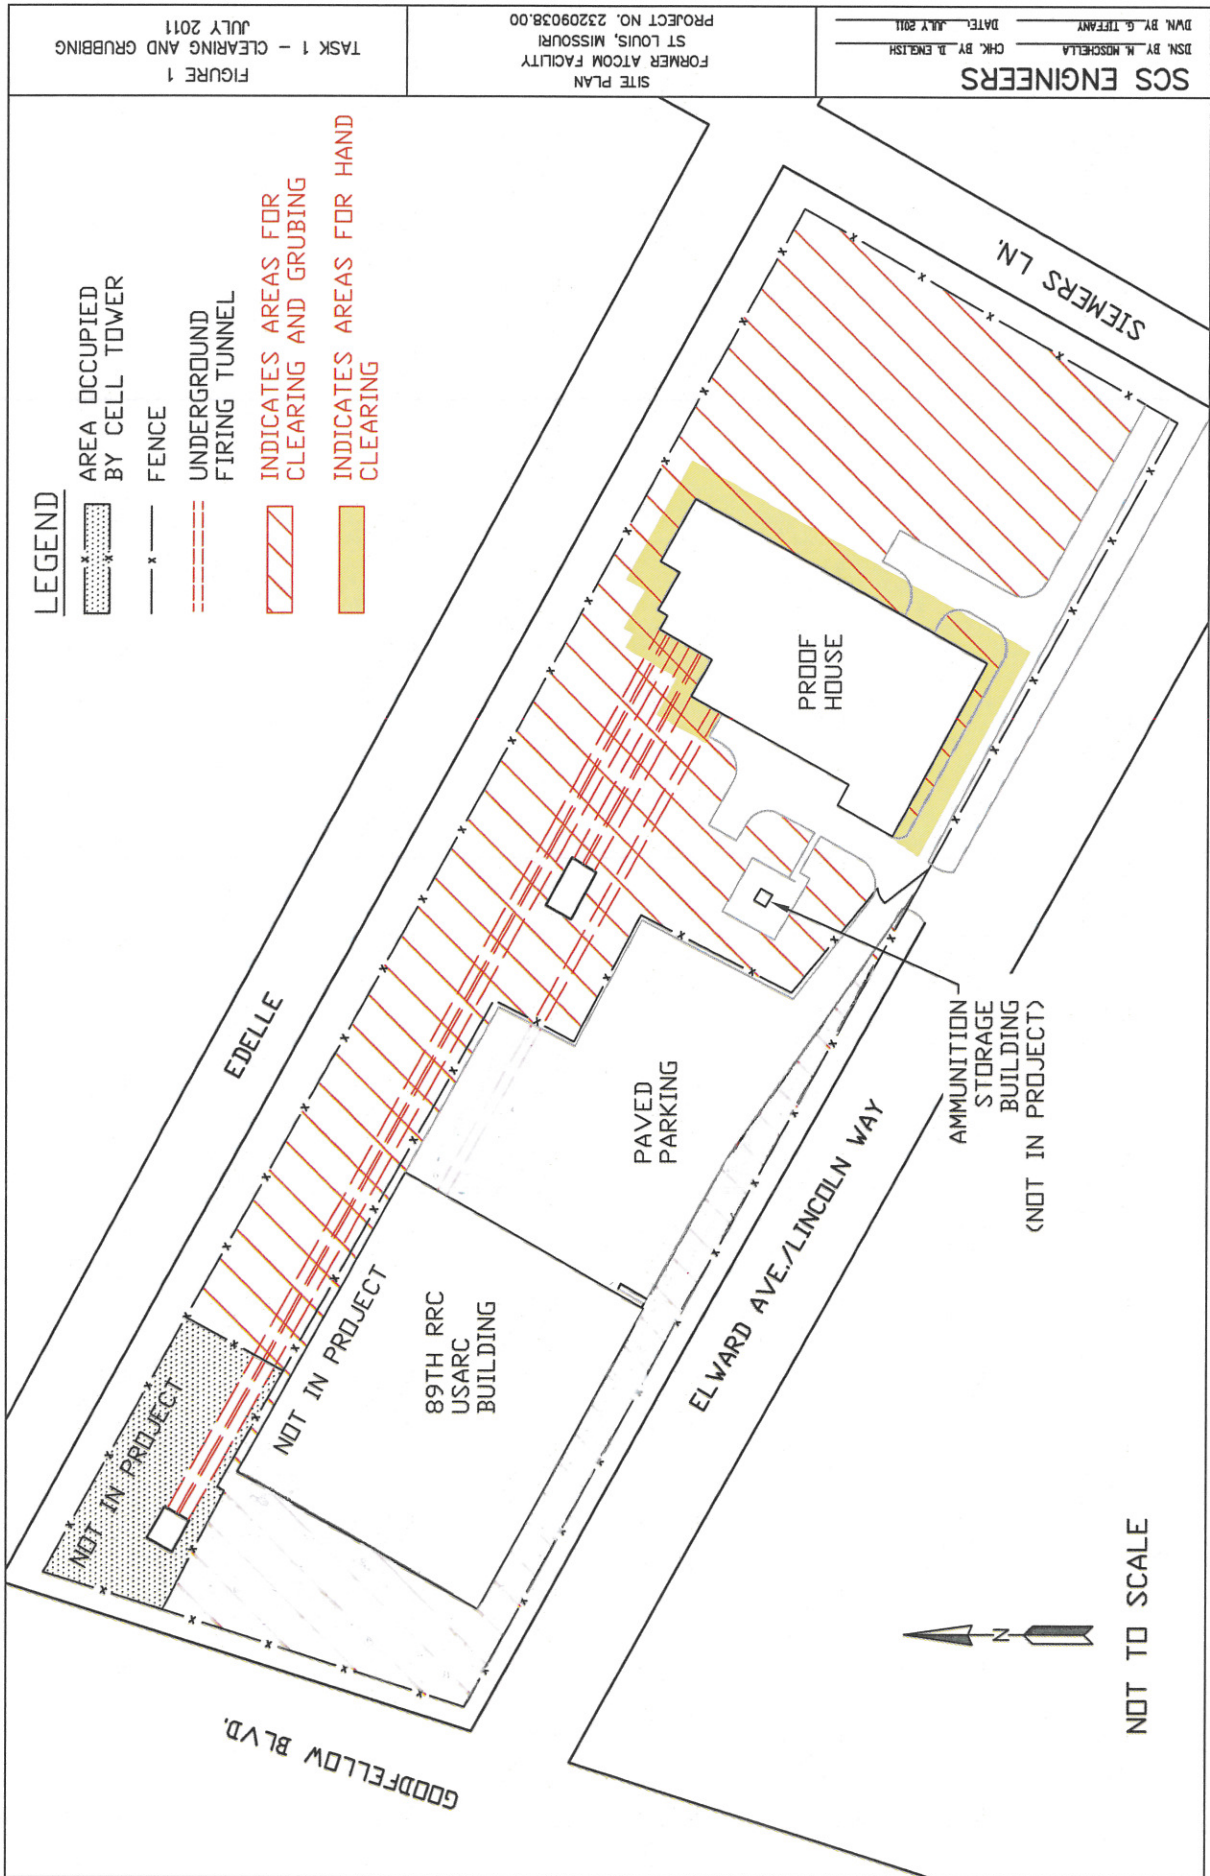 LEGEND
AREA OCCUPIED
BY CELL TOWER
FENCE
UNDERGROUND
FIRING TUNNEL
INDICATES AREAS FOR
CLEARING AND GRUBING
INDICATES AREAS FOR HAND
CLEARING
EDELLE
SIEMERS LN.
GOODFELLOW BLVD.
ELWARD AVE./LINCOLN WAY
NOT IN PROJECT
NOT IN PROJECT
89TH RRC
USARC
BUILDING
PAVED
PARKING
PROOF
HOUSE
AMMUNITION
STORAGE
BUILDING
(NOT IN PROJECT)
N
NOT TO SCALE
SCS ENGINEERS
DSN. BY M. MOSCHELLA CHK. BY D. ENGLISH
DWN. BY G. TIFFANY DATE: JULY 2011
SITE PLAN
FORMER ATCOM FACILITY
ST LOUIS, MISSOURI
PROJECT NO. 23209038.00
FIGURE 1
TASK 1 - CLEARING AND GRUBBING
JULY 2011